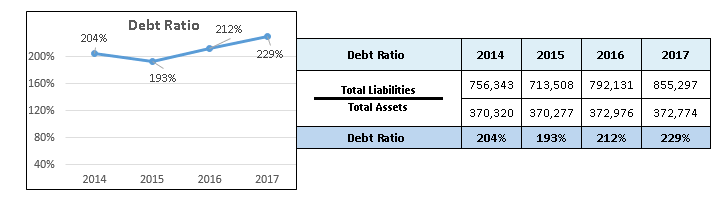 Debt Ratio
204%
193%
212%
229%
200%
160%
120%
80%
40%
2014 2015 2016 2017
Debt Ratio 2014 2015 2016 2017
Total Liabilities 756,343 713,508 792,131 855,297
Total Assets 370,320 370,277 372,976 372,774
Debt Ratio 204% 193% 212% 229%